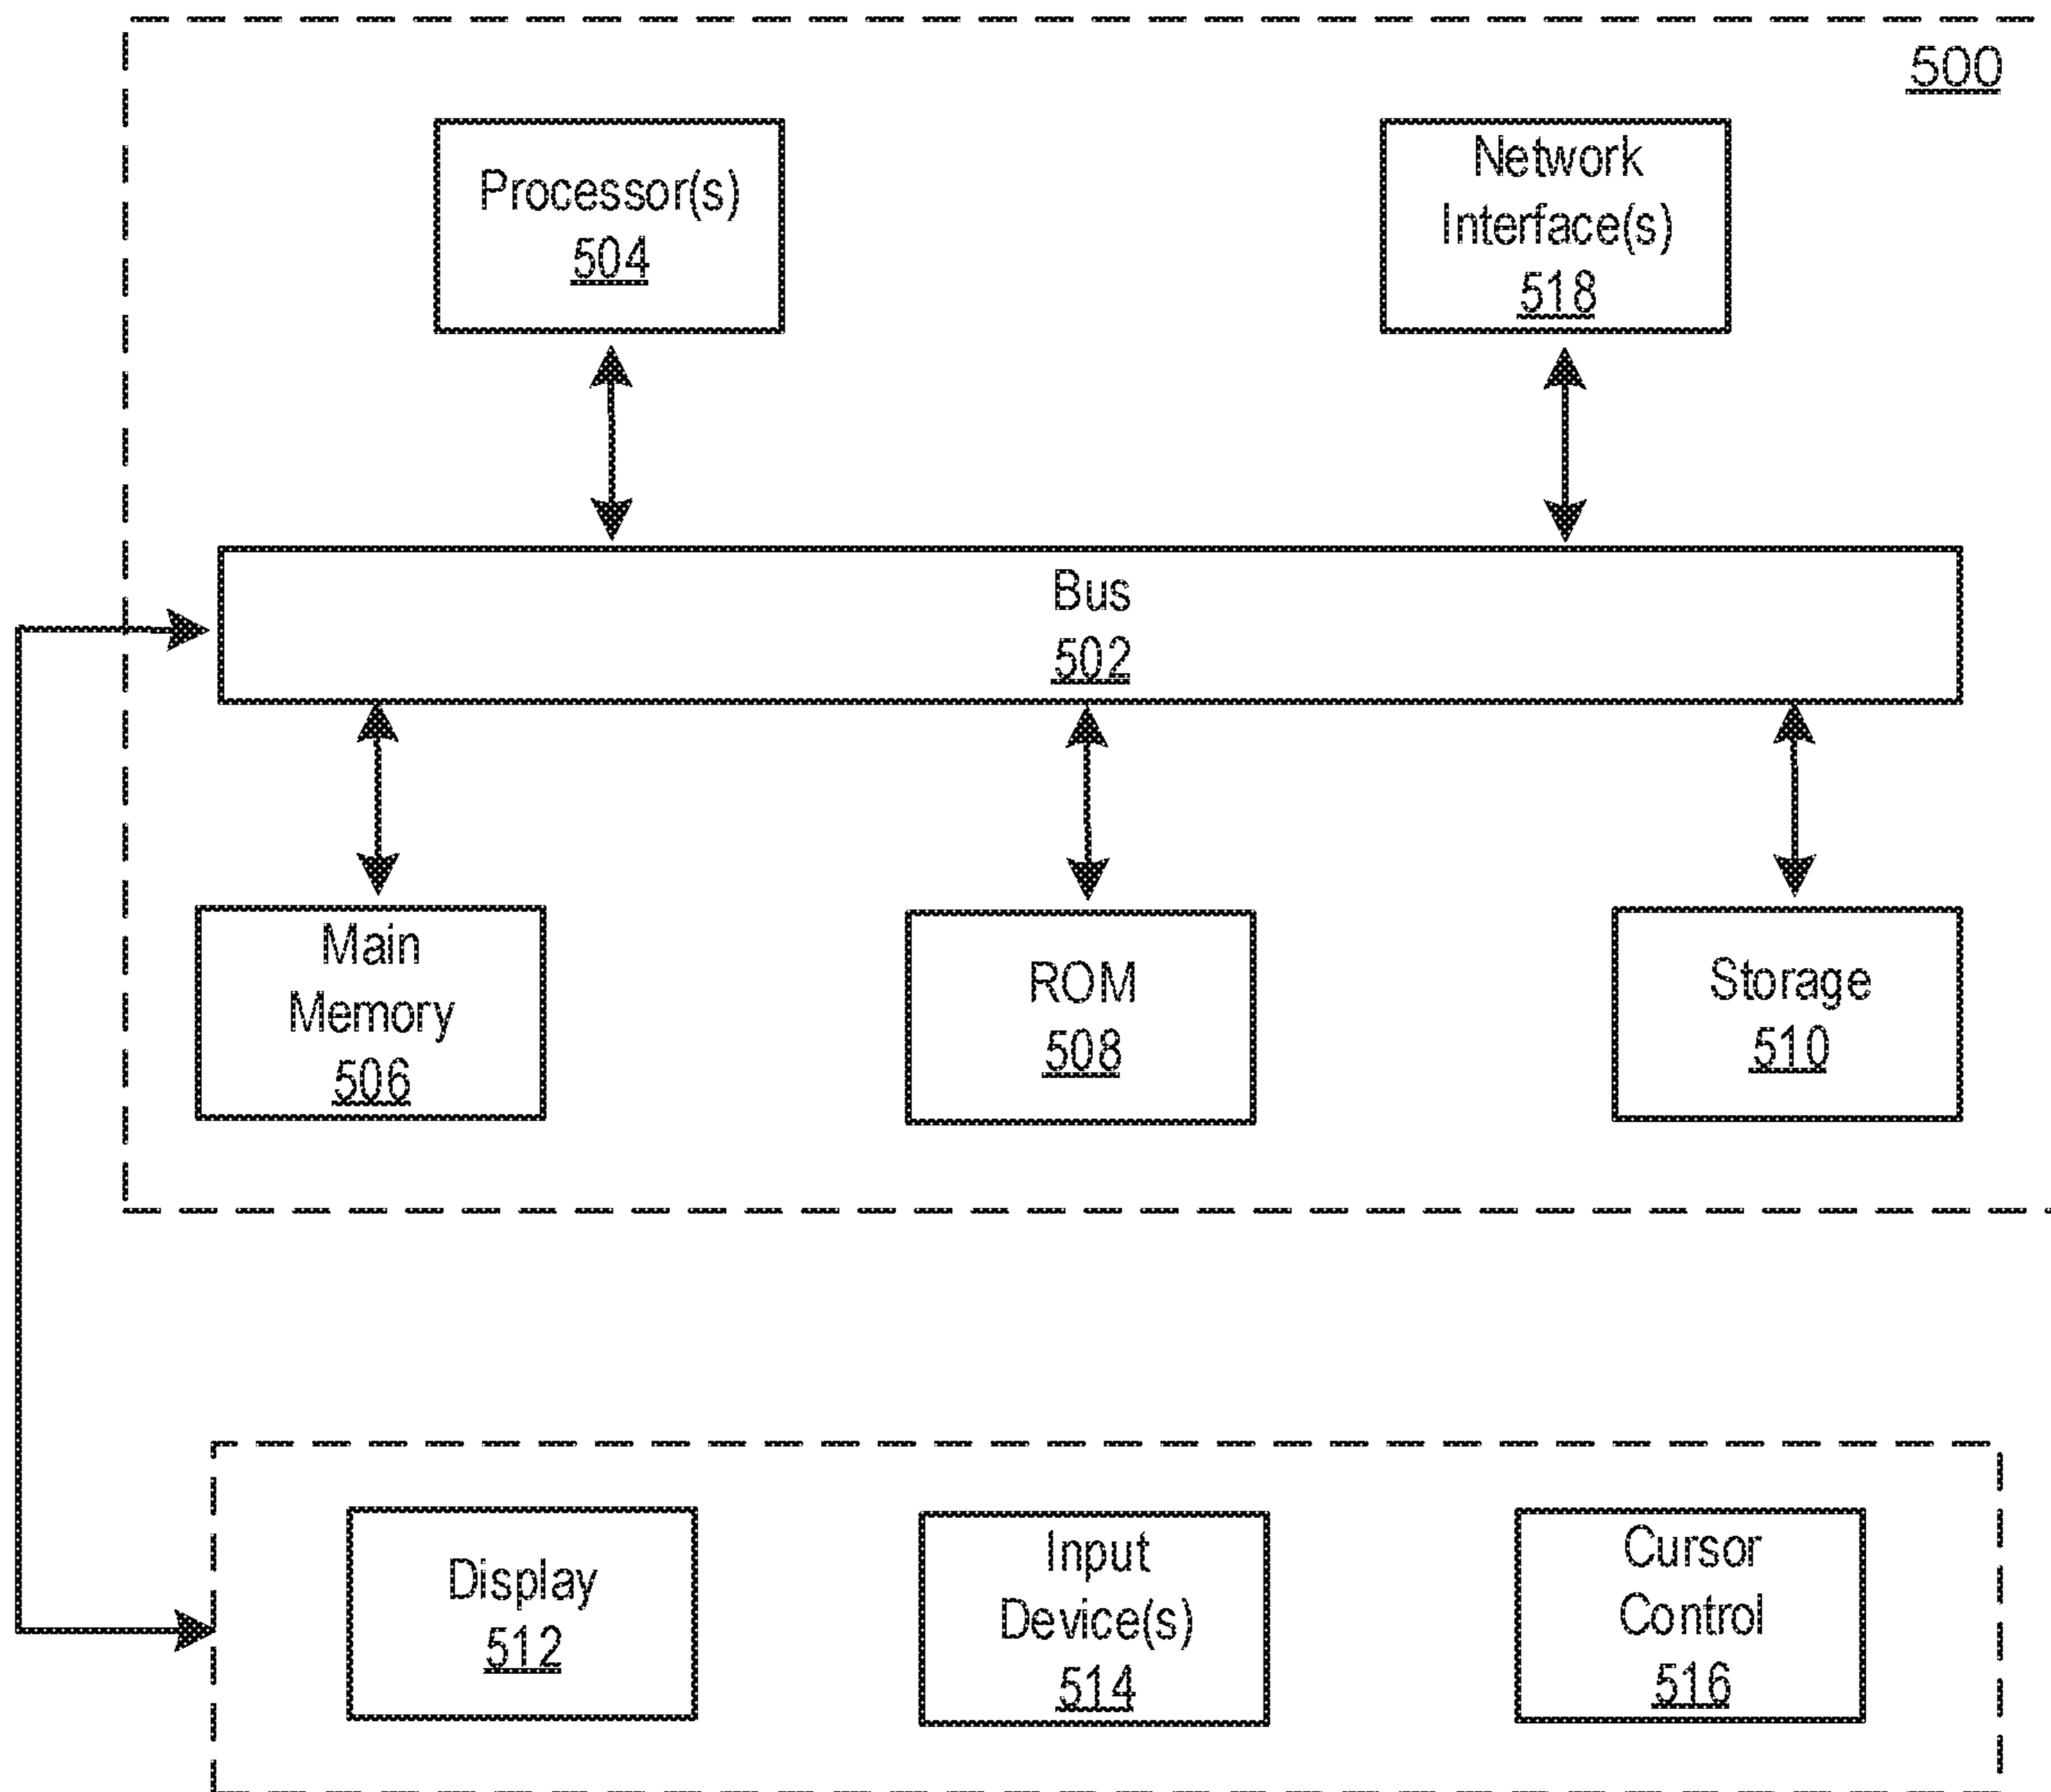 500
Processor(s)
504
Network
Interface(s)
518
Bus
502
Main
Memory
506
ROM
508
Storage
510
Display
512
Input
Device(s)
514
Cursor
Control
516